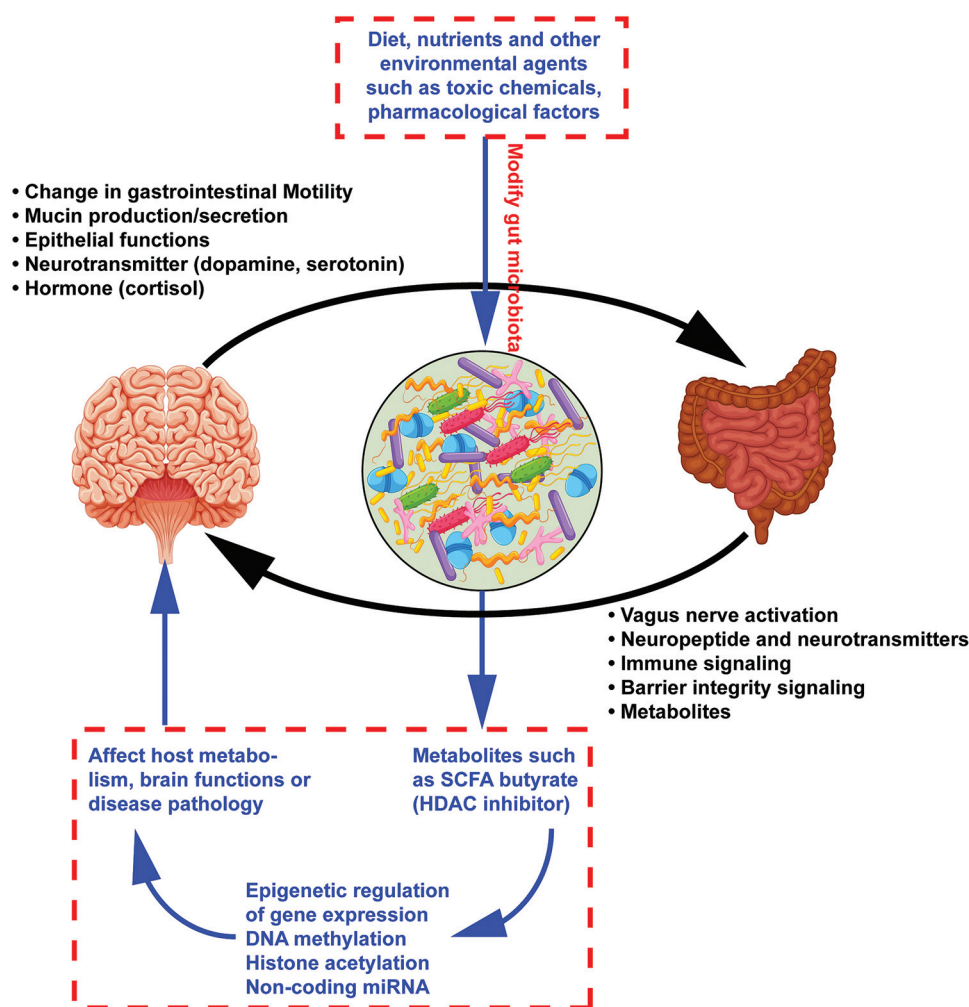 Diet, nutrients and other
environmental agents
such as toxic chemicals,
pharmacological factors
Modify gut microbiota
• Change in gastrointestinal Motility
• Mucin production/secretion
• Epithelial functions
• Neurotransmitter (dopamine, serotonin)
• Hormone (cortisol)
• Vagus nerve activation
• Neuropeptide and neurotransmitters
• Immune signaling
• Barrier integrity signaling
• Metabolites
Affect host metabo-
lism, brain functions or
disease pathology
Metabolites such
as SCFA butyrate
(HDAC inhibitor)
Epigenetic regulation
of gene expression
DNA methylation
Histone acetylation
Non-coding miRNA